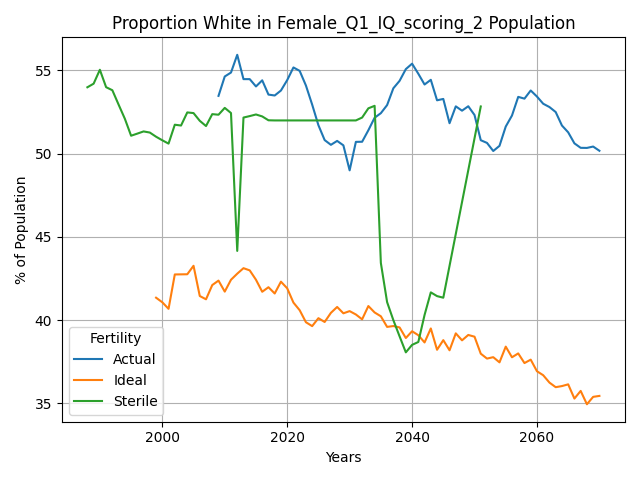 Proportion White in Female_Q1_IQ_scoring_2 Population
% of Population
55
50
45
40
35
Fertility
Actual
Ideal
Sterile
2000
2020
2040
2060
Years